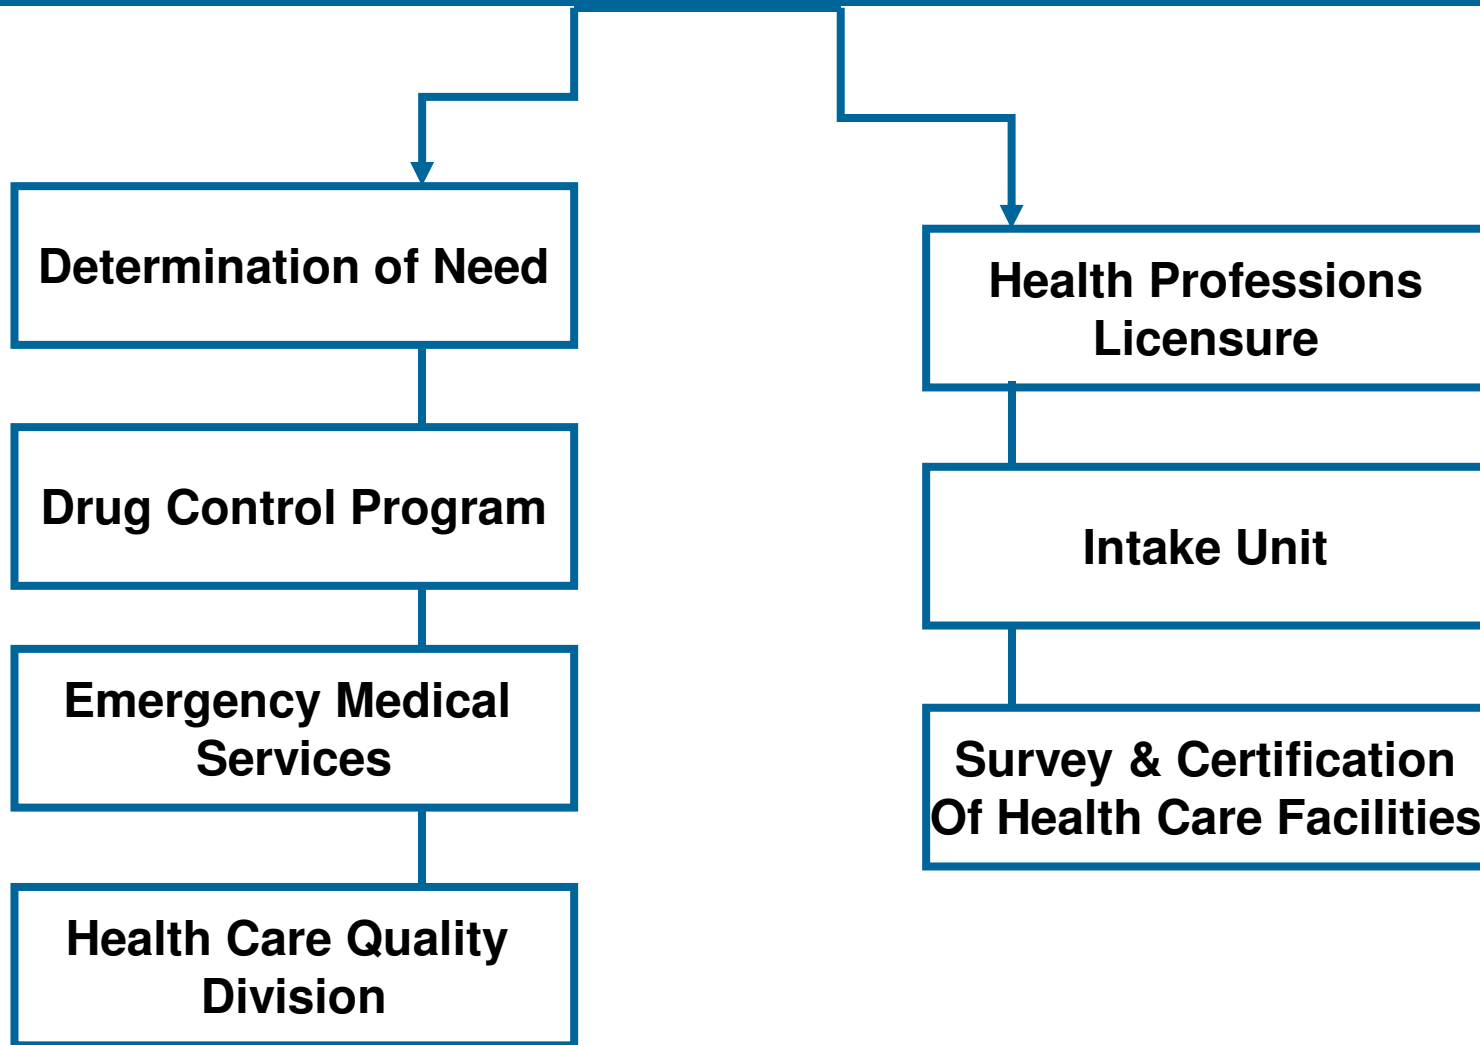 Determination of Need
Drug Control Program
Emergency Medical
Services
Health Care Quality
Division
Health Professions
Licensure
Intake Unit
Survey & Certification
Of Health Care Facilities